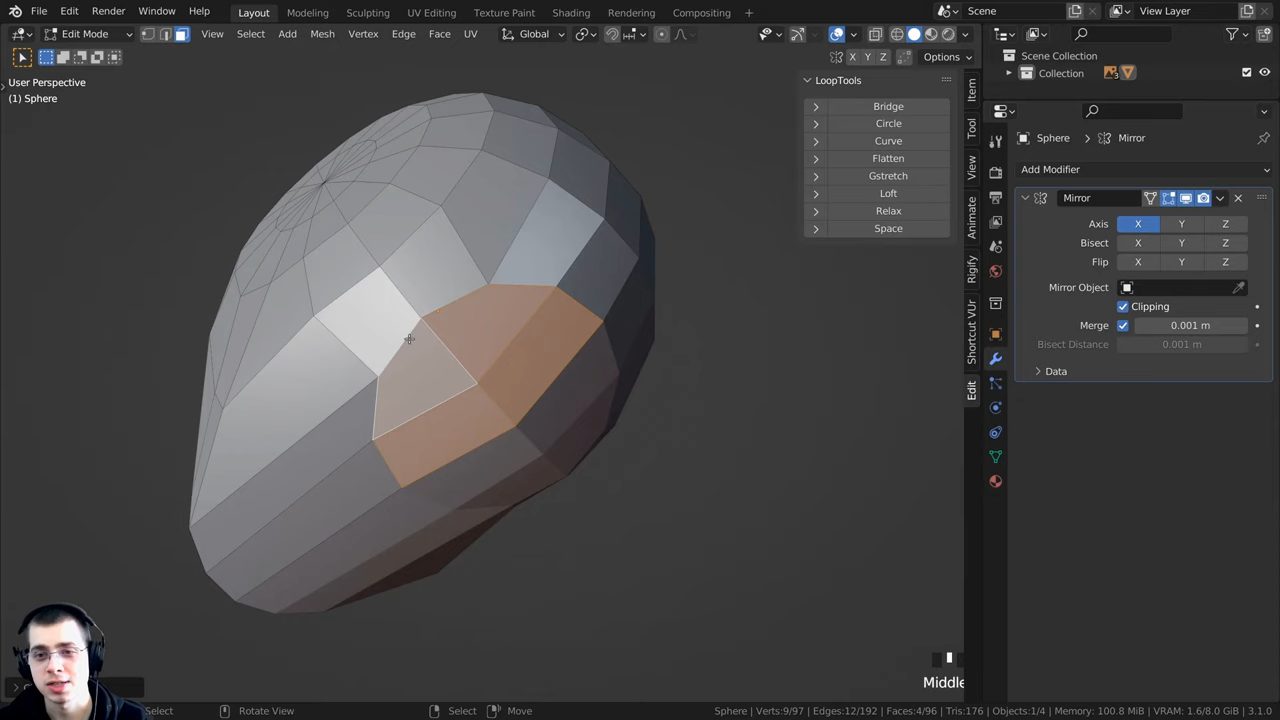 File Edit Render Window Help Layout Modeling Sculpting UV Editing Texture Paint Shading Rendering Compositing + Scene View Layer
Edit Mode View Select Add Mesh Vertex Edge Face UV Global
X Y Z Options
User Perspective
(1) Sphere
LoopTools
Bridge
Circle
Curve
Flatten
Gstretch
Loft
Relax
Space
Item
Tool
View
Animate
Rigify
Shortcut VUr
Edit
Scene Collection
Collection 3
Sphere > Mirror
Add Modifier
Mirror
Axis X Y Z
Bisect X Y Z
Flip X Y Z
Mirror Object
Clipping
Merge 0.001 m
Bisect Distance 0.001 m
Data
Middle
Select Rotate View Select Move Sphere | Verts:9/97 | Edges:12/192 | Faces:4/96 | Tris:176 | Objects:1/4 | Memory: 100.8 MiB | VRAM: 1.6/8.0 GiB | 3.1.0